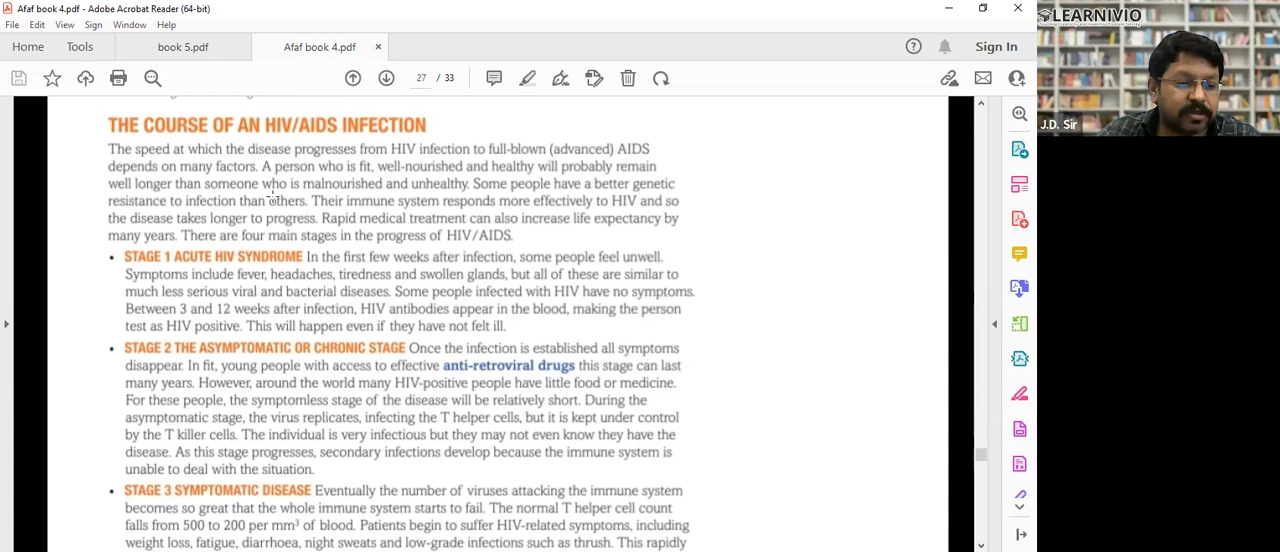 Afaf book 4.pdf - Adobe Acrobat Reader (64-bit)
File Edit View Sign Window Help
Home Tools book 5.pdf Afaf book 4.pdf × Sign In
27 / 33
THE COURSE OF AN HIV/AIDS INFECTION
The speed at which the disease progresses from HIV infection to full-blown (advanced) AIDS
depends on many factors. A person who is fit, well-nourished and healthy will probably remain
well longer than someone who is malnourished and unhealthy. Some people have a better genetic
resistance to infection than others. Their immune system responds more effectively to HIV and so
the disease takes longer to progress. Rapid medical treatment can also increase life expectancy by
many years. There are four main stages in the progress of HIV/AIDS.
• STAGE 1 ACUTE HIV SYNDROME In the first few weeks after infection, some people feel unwell.
Symptoms include fever, headaches, tiredness and swollen glands, but all of these are similar to
much less serious viral and bacterial diseases. Some people infected with HIV have no symptoms.
Between 3 and 12 weeks after infection, HIV antibodies appear in the blood, making the person
test as HIV positive. This will happen even if they have not felt ill.
• STAGE 2 THE ASYMPTOMATIC OR CHRONIC STAGE Once the infection is established all symptoms
disappear. In fit, young people with access to effective anti-retroviral drugs this stage can last
many years. However, around the world many HIV-positive people have little food or medicine.
For these people, the symptomless stage of the disease will be relatively short. During the
asymptomatic stage, the virus replicates, infecting the T helper cells, but it is kept under control
by the T killer cells. The individual is very infectious but they may not even know they have the
disease. As this stage progresses, secondary infections develop because the immune system is
unable to deal with the situation.
• STAGE 3 SYMPTOMATIC DISEASE Eventually the number of viruses attacking the immune system
becomes so great that the whole immune system starts to fail. The normal T helper cell count
falls from 500 to 200 per mm³ of blood. Patients begin to suffer HIV-related symptoms, including
weight loss, fatigue, diarrhoea, night sweats and low-grade infections such as thrush. This rapidly
LEARNIVIO
J.D. Sir